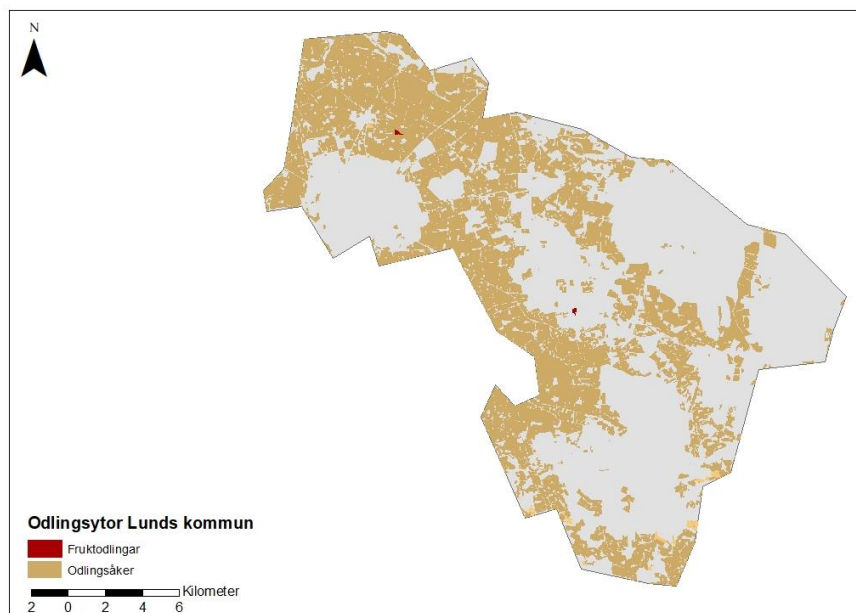 N
Odlingsytor Lunds kommun
Fruktodlingar
Odlingsåker
Kilometer
2 0 2 4 6